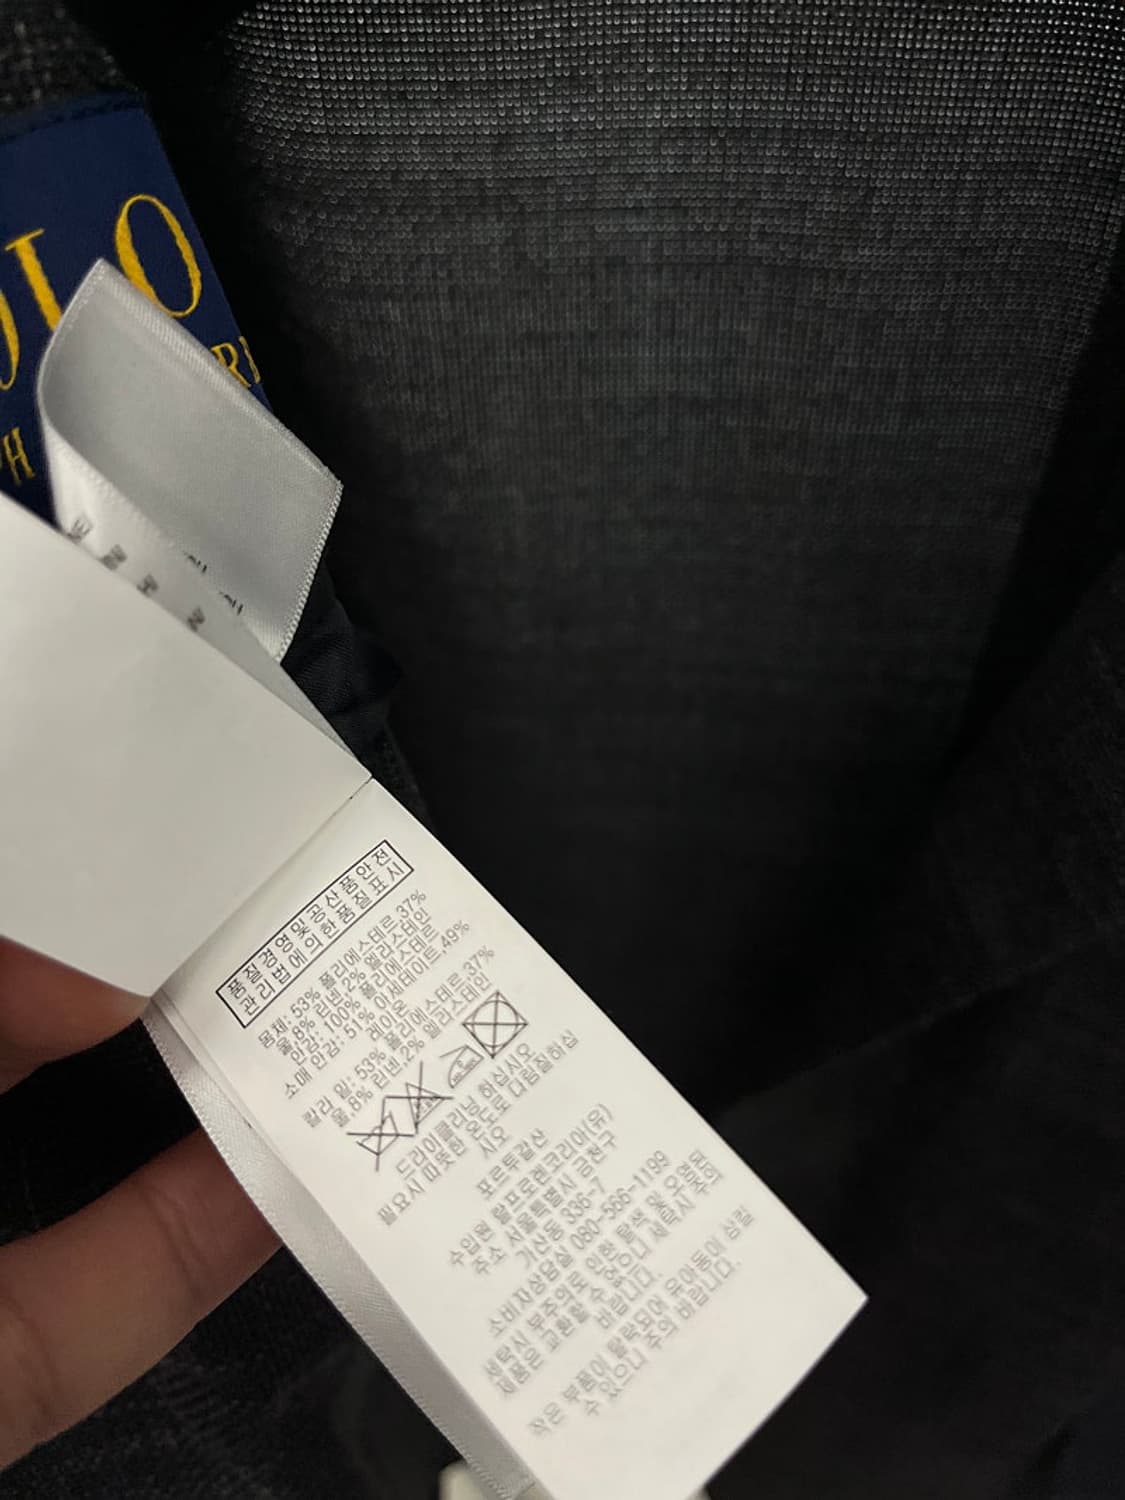 OLO
RA
PH
품질경영및공산품안전
관리법에의한품질표시
몸체: 53% 폴리에스테르,37%
울,8% 린넨,2% 엘라스테인
안감: 100% 폴리에스테르
소매 안감: 51% 아세테이트,49%
레이온
칼라 밑: 53% 폴리에스테르,37%
울,8% 린넨,2% 엘라스테인
드라이클리닝 하십시오
필요시 따뜻한 온도로 다림질하십
시오
포르투갈산
수입원 랄프로렌코리아(유)
주소 서울특별시 금천구
가산동 336-7
소비자상담실 080-566-1199
세탁시 부주의로 인한 탈색 및 오염된
제품은 교환할 수 없으니 세탁시 주의
바랍니다.
작은 부품이 탈락되어 유아동이 삼킬
수 있으니 주의 바랍니다.